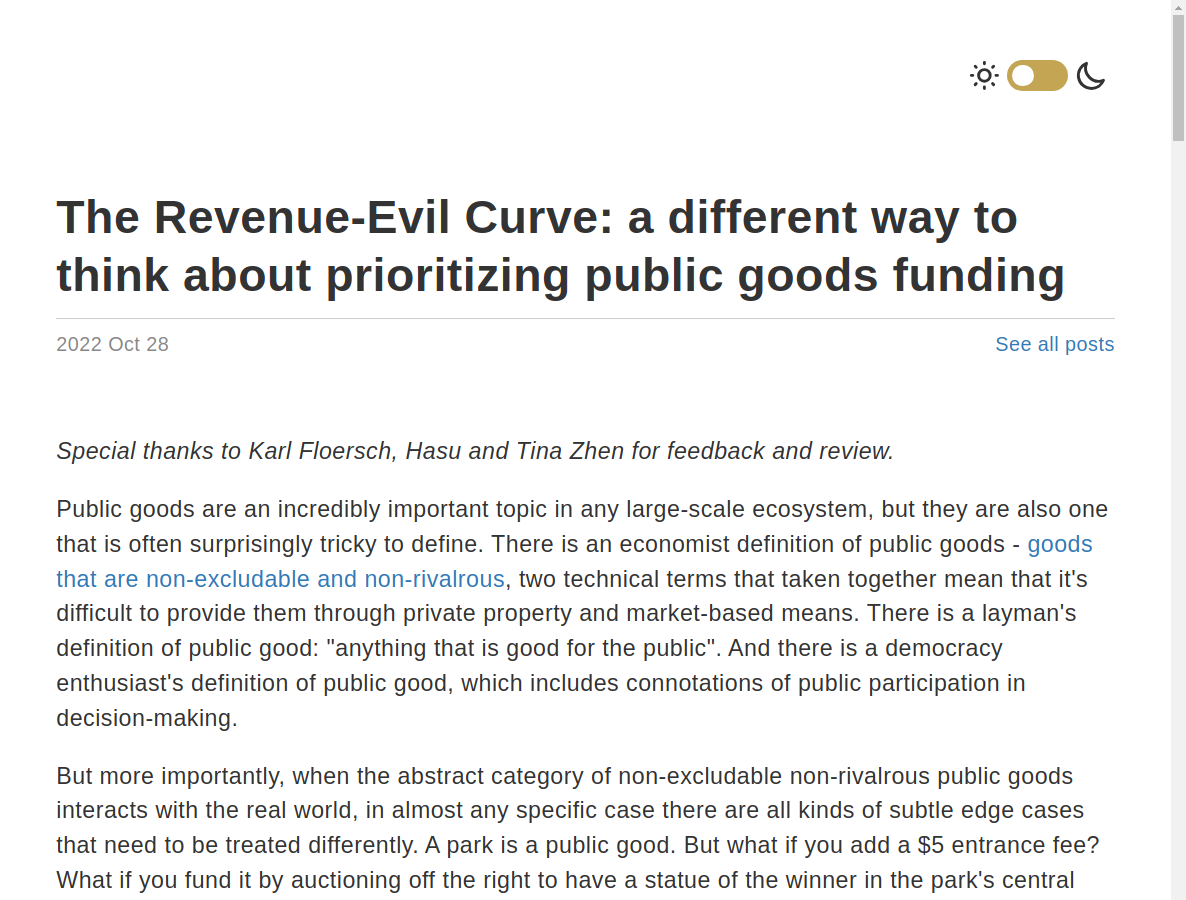 The Revenue-Evil Curve: a different way to
think about prioritizing public goods funding
2022 Oct 28
See all posts
Special thanks to Karl Floersch, Hasu and Tina Zhen for feedback and review.
Public goods are an incredibly important topic in any large-scale ecosystem, but they are also one
that is often surprisingly tricky to define. There is an economist definition of public goods - goods
that are non-excludable and non-rivalrous, two technical terms that taken together mean that it's
difficult to provide them through private property and market-based means. There is a layman's
definition of public good: "anything that is good for the public". And there is a democracy
enthusiast's definition of public good, which includes connotations of public participation in
decision-making.
But more importantly, when the abstract category of non-excludable non-rivalrous public goods
interacts with the real world, in almost any specific case there are all kinds of subtle edge cases
that need to be treated differently. A park is a public good. But what if you add a $5 entrance fee?
What if you fund it by auctioning off the right to have a statue of the winner in the park's central